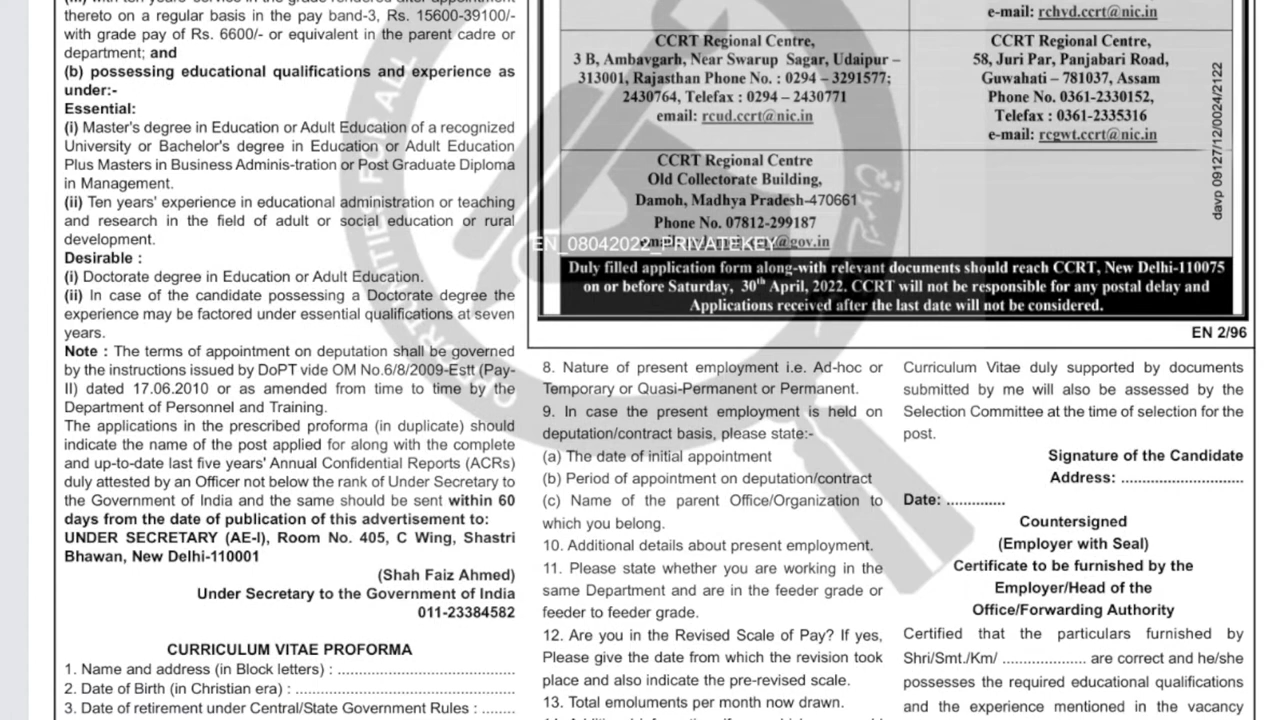 (iii) with ten years' service in the grade rendered after appointment
thereto on a regular basis in the pay band-3, Rs. 15600-39100/-
with grade pay of Rs. 6600/- or equivalent in the parent cadre or
department; and
(b) possessing educational qualifications and experience as
under:-
Essential:
(i) Master's degree in Education or Adult Education of a recognized
University or Bachelor's degree in Education or Adult Education
Plus Masters in Business Adminis-tration or Post Graduate Diploma
in Management.
(ii) Ten years' experience in educational administration or teaching
and research in the field of adult or social education or rural
development.
Desirable :
(i) Doctorate degree in Education or Adult Education.
(ii) In case of the candidate possessing a Doctorate degree the
experience may be factored under essential qualifications at seven
years.
Note : The terms of appointment on deputation shall be governed
by the instructions issued by DoPT vide OM No.6/8/2009-Estt (Pay-
II) dated 17.06.2010 or as amended from time to time by the
Department of Personnel and Training.
The applications in the prescribed proforma (in duplicate) should
indicate the name of the post applied for along with the complete
and up-to-date last five years' Annual Confidential Reports (ACRs)
duly attested by an Officer not below the rank of Under Secretary to
the Government of India and the same should be sent within 60
days from the date of publication of this advertisement to:
UNDER SECRETARY (AE-I), Room No. 405, C Wing, Shastri
Bhawan, New Delhi-110001
(Shah Faiz Ahmed)
Under Secretary to the Government of India
011-23384582
CURRICULUM VITAE PROFORMA
1. Name and address (in Block letters) : .......................................
2. Date of Birth (in Christian era) : ................................................
3. Date of retirement under Central/State Government Rules : ........
e-mail: rchyd.ccrt@nic.in
CCRT Regional Centre,
3 B, Ambavgarh, Near Swarup Sagar, Udaipur –
313001, Rajasthan Phone No. : 0294 – 3291577;
2430764, Telefax : 0294 – 2430771
email: rcud.ccrt@nic.in
CCRT Regional Centre,
58, Juri Par, Panjabari Road,
Guwahati – 781037, Assam
Phone No. 0361-2330152,
Telefax : 0361-2335316
e-mail: rcgwt.ccrt@nic.in
CCRT Regional Centre
Old Collectorate Building,
Damoh, Madhya Pradesh-470661
Phone No. 07812-299187
@gov.in
EN_08042022_PRIVATEKEY
davp 09127/12/0024/2122
Duly filled application form along-with relevant documents should reach CCRT, New Delhi-110075
on or before Saturday, 30th April, 2022. CCRT will not be responsible for any postal delay and
Applications received after the last date will not be considered.
EN 2/96
8. Nature of present employment i.e. Ad-hoc or
Temporary or Quasi-Permanent or Permanent.
9. In case the present employment is held on
deputation/contract basis, please state:-
(a) The date of initial appointment
(b) Period of appointment on deputation/contract
(c) Name of the parent Office/Organization to
which you belong.
10. Additional details about present employment.
11. Please state whether you are working in the
same Department and are in the feeder grade or
feeder to feeder grade.
12. Are you in the Revised Scale of Pay? If yes,
Please give the date from which the revision took
place and also indicate the pre-revised scale.
13. Total emoluments per month now drawn.
Curriculum Vitae duly supported by documents
submitted by me will also be assessed by the
Selection Committee at the time of selection for the
post.
Signature of the Candidate
Address: ............................
Date: .............
Countersigned
(Employer with Seal)
Certificate to be furnished by the
Employer/Head of the
Office/Forwarding Authority
Certified that the particulars furnished by
Shri/Smt./Km/ ................... are correct and he/she
possesses the required educational qualifications
and the experience mentioned in the vacancy